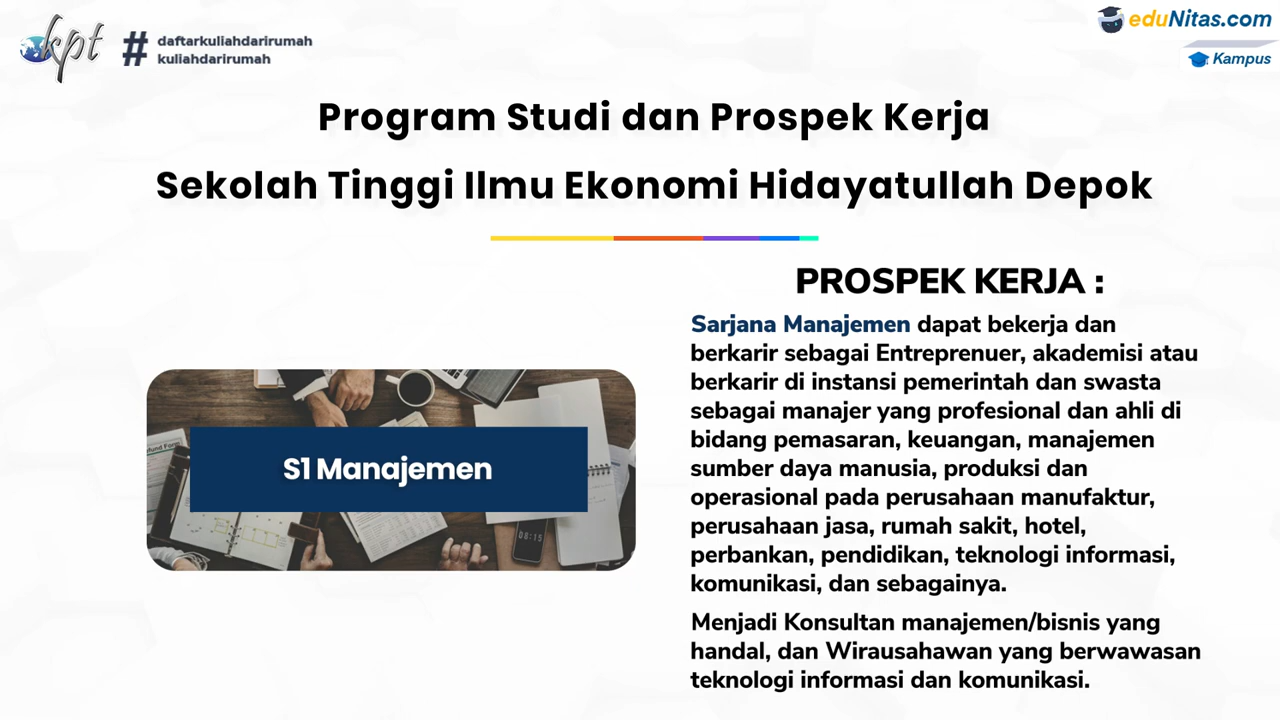 kpt
#
daftarkuliahdarirumah
kuliahdarirumah
eduNitas.com
Kampus
Program Studi dan Prospek Kerja
Sekolah Tinggi Ilmu Ekonomi Hidayatullah Depok
PROSPEK KERJA :
Sarjana Manajemen dapat bekerja dan
berkarir sebagai Entreprenuer, akademisi atau
berkarir di instansi pemerintah dan swasta
sebagai manajer yang profesional dan ahli di
bidang pemasaran, keuangan, manajemen
sumber daya manusia, produksi dan
operasional pada perusahaan manufaktur,
perusahaan jasa, rumah sakit, hotel,
perbankan, pendidikan, teknologi informasi,
komunikasi, dan sebagainya.
Menjadi Konsultan manajemen/bisnis yang
handal, dan Wirausahawan yang berwawasan
teknologi informasi dan komunikasi.
S1 Manajemen
08:15